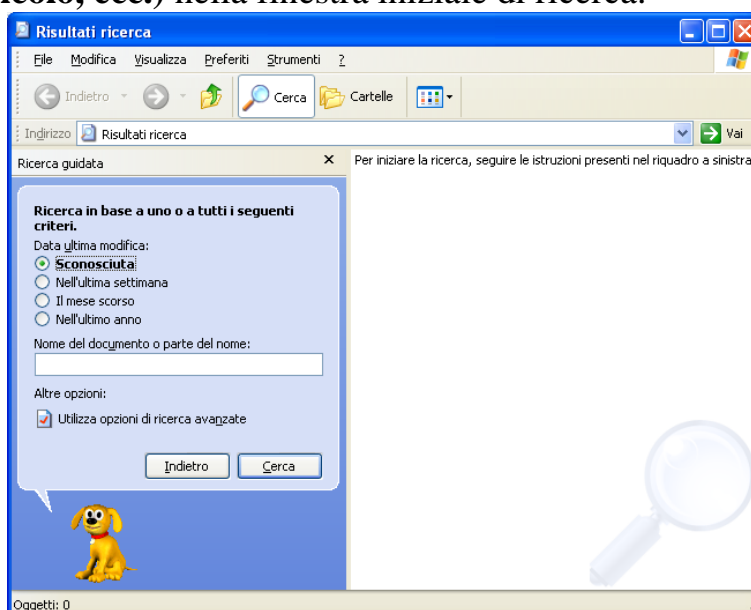 icolo, ecc.) nella finestra iniziale di ricerca.
Risultati ricerca
File Modifica Visualizza Preferiti Strumenti ?
Indietro Cerca Cartelle
Indirizzo Risultati ricerca Vai
Ricerca guidata
Per iniziare la ricerca, seguire le istruzioni presenti nel riquadro a sinistra
Ricerca in base a uno o a tutti i seguenti
criteri.
Data ultima modifica:
Sconosciuta
Nell'ultima settimana
Il mese scorso
Nell'ultimo anno
Nome del documento o parte del nome:
Altre opzioni:
Utilizza opzioni di ricerca avanzate
Indietro Cerca
Oggetti: 0